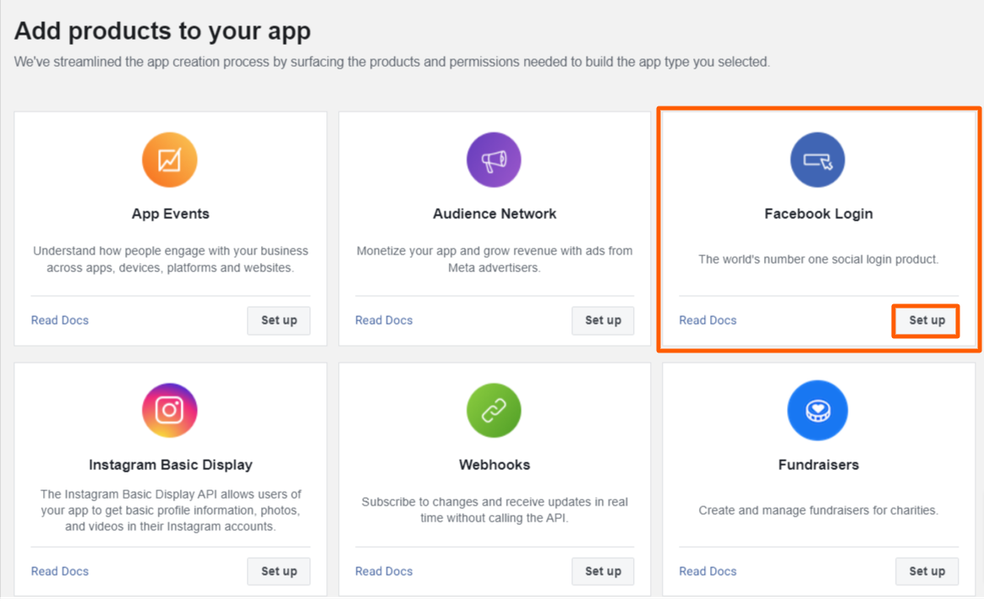 Add products to your app
We've streamlined the app creation process by surfacing the products and permissions needed to build the app type you selected.
App Events
Understand how people engage with your business
across apps, devices, platforms and websites.
Read Docs
Set up
Audience Network
Monetize your app and grow revenue with ads from
Meta advertisers.
Read Docs
Set up
Facebook Login
The world's number one social login product.
Read Docs
Set up
Instagram Basic Display
The Instagram Basic Display API allows users of
your app to get basic profile information, photos,
and videos in their Instagram accounts.
Read Docs
Set up
Webhooks
Subscribe to changes and receive updates in real
time without calling the API.
Read Docs
Set up
Fundraisers
Create and manage fundraisers for charities.
Read Docs
Set up